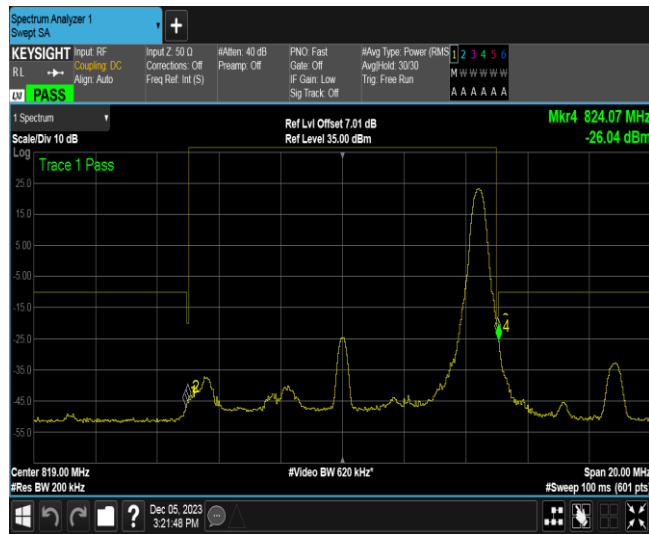 Spectrum Analyzer 1
Swept SA
+
KEYSIGHT Input: RF
R L
Coupling: DC
Align: Auto
LXI PASS
Input Z: 50 Ω
Corrections: Off
Freq Ref: Int (S)
#Atten: 40 dB
Preamp: Off
PNO: Fast
Gate: Off
IF Gain: Low
Sig Track: Off
#Avg Type: Power (RMS
Avg|Hold: 30/30
Trig: Free Run
1 2 3 4 5 6
M W W W W W
A A A A A A
1 Spectrum
Scale/Div 10 dB
Ref Lvl Offset 7.01 dB
Ref Level 35.00 dBm
Mkr4 824.07 MHz
-26.04 dBm
Log
Trace 1 Pass
25.0
15.0
5.00
-5.00
-15.0
-25.0
-35.0
-45.0
-55.0
4
2
Center 819.00 MHz
#Res BW 200 kHz
#Video BW 620 kHz*
Span 20.00 MHz
#Sweep 100 ms (601 pts
?
Dec 05, 2023
3:21:48 PM